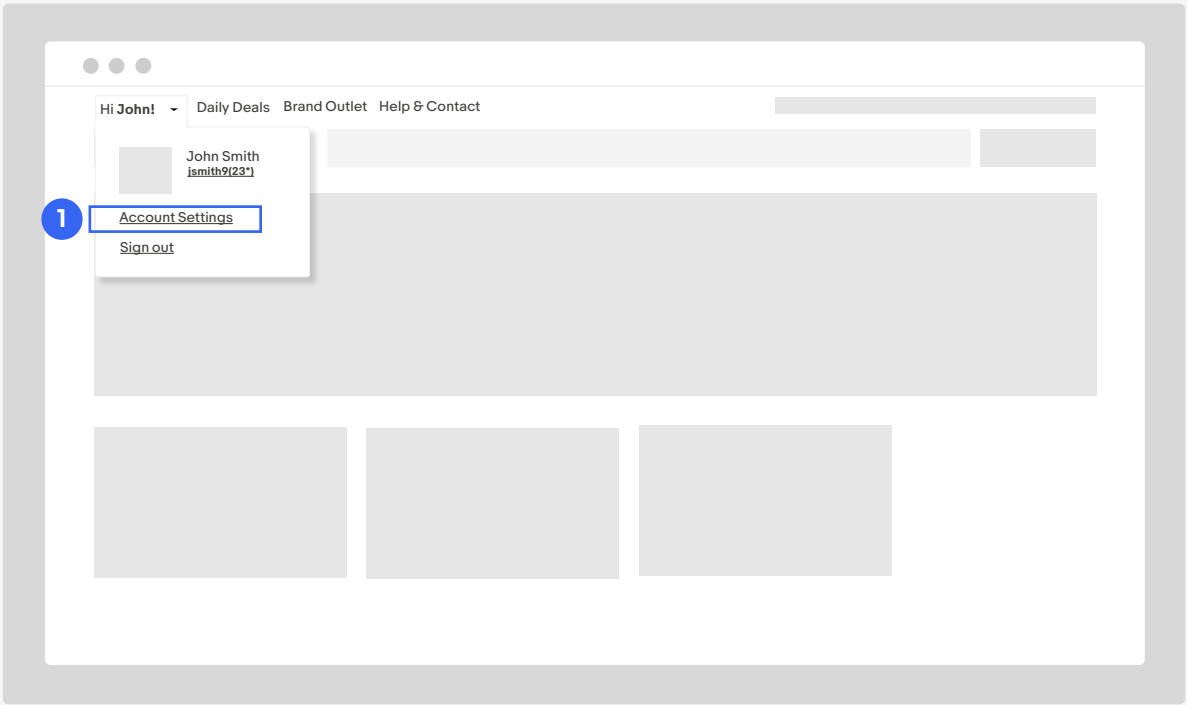 Hi John! Daily Deals Brand Outlet Help & Contact
John Smith
jsmith9(23*)
1 Account Settings
Sign out